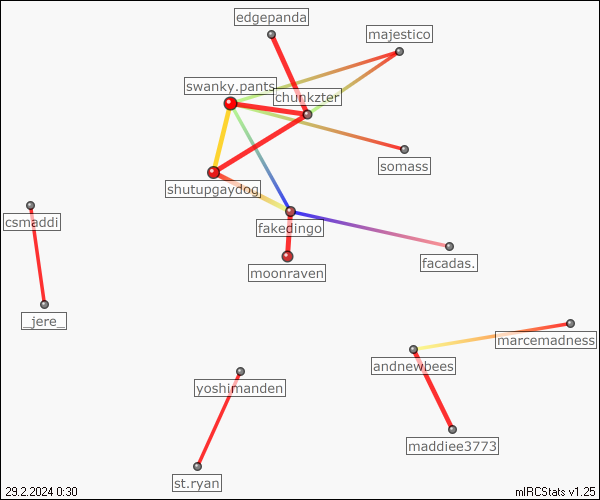 edgepanda
majestico
swanky.pants
chunkzter
somass
shutupgaydog
csmaddi
fakedingo
facadas.
moonraven
_jere_
marcemadness
andnewbees
yoshimanden
maddiee3773
st.ryan
29.2.2024 0:30
mIRCStats v1.25